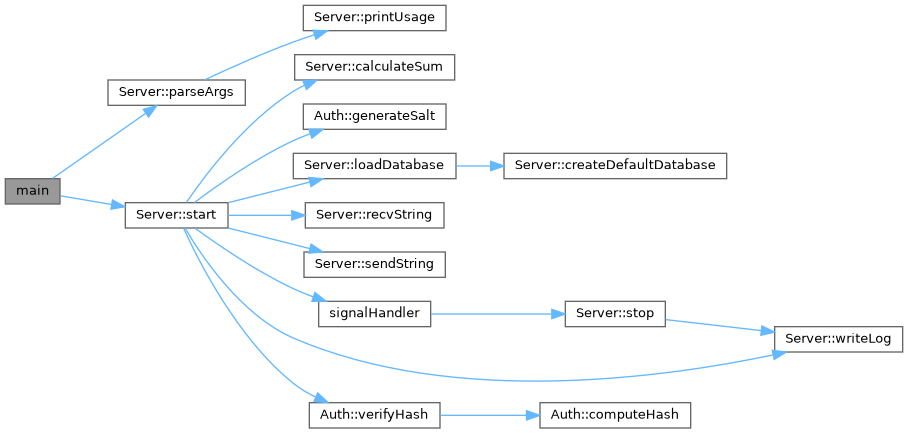 Server::printUsage
Server::calculateSum
Server::parseArgs
Auth::generateSalt
Server::loadDatabase
Server::createDefaultDatabase
main
Server::start
Server::recvString
Server::sendString
signalHandler
Server::stop
Server::writeLog
Auth::verifyHash
Auth::computeHash